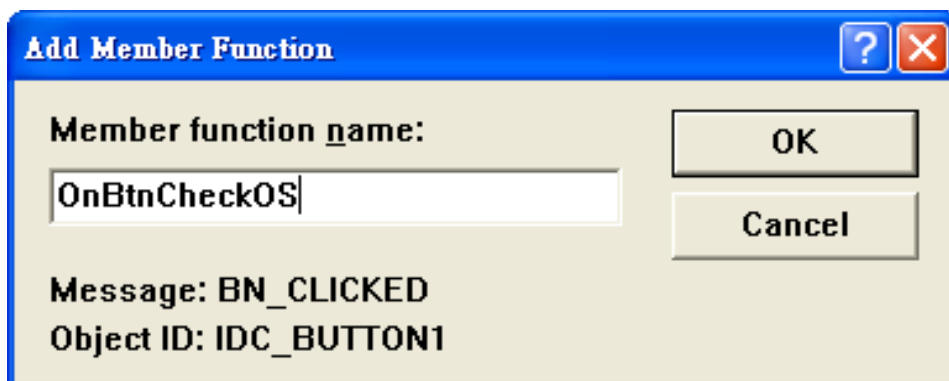 Add Member Function
Member function name:
OK
OnBtnCheckOS
Cancel
Message: BN_CLICKED
Object ID: IDC_BUTTON1